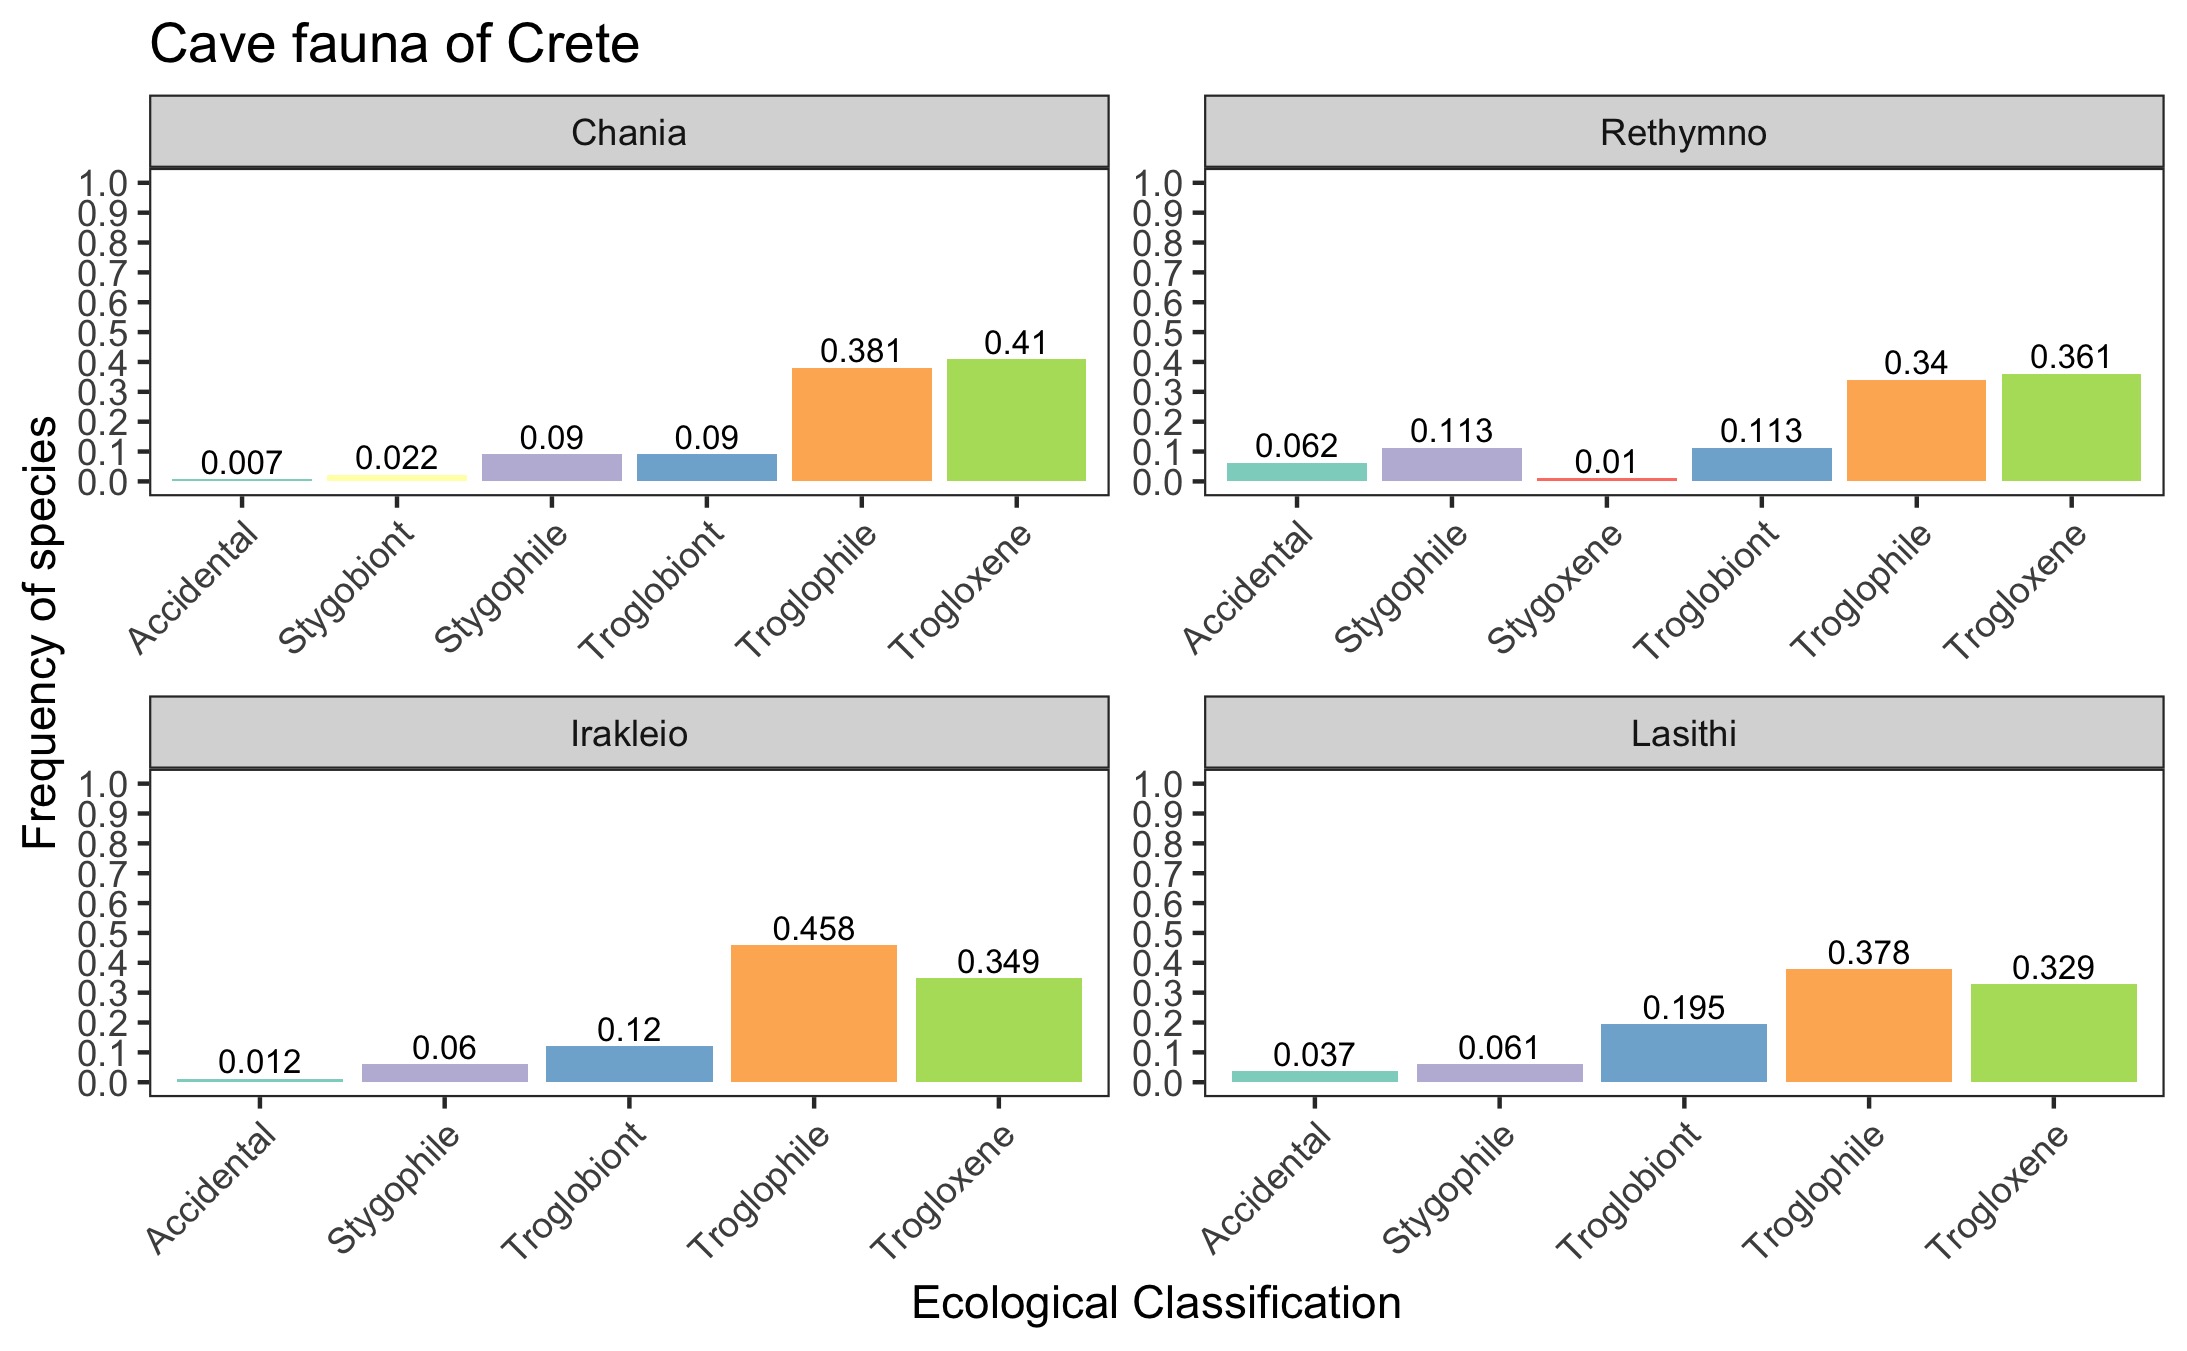 Cave fauna of Crete
Chania
1.0
0.9
0.8
0.7
0.6
0.5
0.4
0.3
0.2
0.1
0.0
0.007
0.022
0.09
0.09
0.381
0.41
Accidental
Stygobiont
Stygophile
Troglobiont
Troglophile
Trogloxene
Rethymno
1.0
0.9
0.8
0.7
0.6
0.5
0.4
0.3
0.2
0.1
0.0
0.062
0.113
0.01
0.113
0.34
0.361
Accidental
Stygophile
Stygoxene
Troglobiont
Troglophile
Trogloxene
Frequency of species
Irakleio
1.0
0.9
0.8
0.7
0.6
0.5
0.4
0.3
0.2
0.1
0.0
0.012
0.06
0.12
0.458
0.349
Accidental
Stygophile
Troglobiont
Troglophile
Trogloxene
Lasithi
1.0
0.9
0.8
0.7
0.6
0.5
0.4
0.3
0.2
0.1
0.0
0.037
0.061
0.195
0.378
0.329
Accidental
Stygophile
Troglobiont
Troglophile
Trogloxene
Ecological Classification